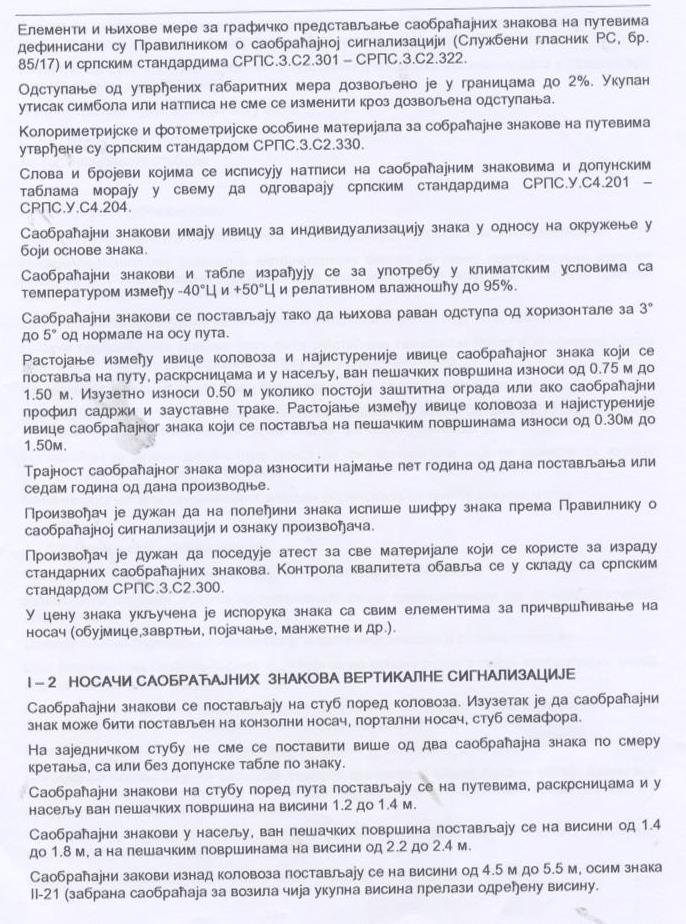 Елементи и њихове мере за графичко представљање саобраћајних знакова на путевима
дефинисани су Правилником о саобраћајној сигнализацији (Службени гласник РС, бр.
85/17) и српским стандардима СРПС.З.С2.301 – СРПС.З.С2.322.
Одступање од утврђених габаритних мера дозвољено је у границама до 2%. Укупан
утисак симбола или натписа не сме се изменити кроз дозвољена одступања.
Колориметријске и фотометријске особине материјала за собраћајне знакове на путевима
утврђене су српским стандардом СРПС.З.С2.330.
Слова и бројеви којима се исписују натписи на саобраћајним знаковима и допунским
таблама морају у свему да одговарају српским стандардима СРПС.У.С4.201 –
СРПС.У.С4.204.
Саобраћајни знакови имају ивицу за индивидуализацију знака у односу на окружење у
боји основе знака.
Саобраћајни знакови и табле израђују се за употребу у климатским условима са
температуром између -40°Ц и +50°Ц и релативном влажношћу до 95%.
Саобраћајни знакови се постављају тако да њихова раван одступа од хоризонтале за 3°
до 5° од нормале на осу пута.
Растојање између ивице коловоза и најистуреније ивице саобраћајног знака који се
поставља на путу, раскрсницама и у насељу, ван пешачких површина износи од 0.75 м до
1.50 м. Изузетно износи 0.50 м уколико постоји заштитна ограда или ако саобраћајни
профил садржи и зауставне траке. Растојање између ивице коловоза и најистуреније
ивице саобраћајног знака који се поставља на пешачким површинама износи од 0.30м до
1.50м.
Трајност саобраћајног знака мора износити најмање пет година од дана постављања или
седам година од дана производње.
Произвођач је дужан да на полеђини знака испише шифру знака према Правилнику о
саобраћајној сигнализацији и ознаку произвођача.
Произвођач је дужан да поседује атест за све материјале који се користе за израду
стандарних саобраћајних знакова. Контрола квалитета обавља се у складу са српским
стандардом СРПС.З.С2.300.
У цену знака укључена је испорука знака са свим елементима за причвршћивање на
носач (обујмице,завртњи, појачање, манжетне и др.).
I – 2 НОСАЧИ САОБРАЋАЈНИХ ЗНАКОВА ВЕРТИКАЛНЕ СИГНАЛИЗАЦИЈЕ
Саобраћајни знакови се постављају на стуб поред коловоза. Изузетак је да саобраћајни
знак може бити постављен на конзолни носач, портални носач, стуб семафора.
На заједничком стубу не сме се поставити више од два саобраћајна знака по смеру
кретања, са или без допунске табле по знаку.
Саобраћајни знакови на стубу поред пута постављају се на путевима, раскрсницама и у
насељу ван пешачких површина на висини 1.2 до 1.4 м.
Саобраћајни знакови у насељу, ван пешачких површина постављају се на висини од 1.4
до 1.8 м, а на пешачким површинама на висини од 2.2 до 2.4 м.
Саобраћајни закови изнад коловоза постављају се на висини од 4.5 м до 5.5 м, осим знака
II-21 (забрана саобраћаја за возила чија укупна висина прелази одређену висину.